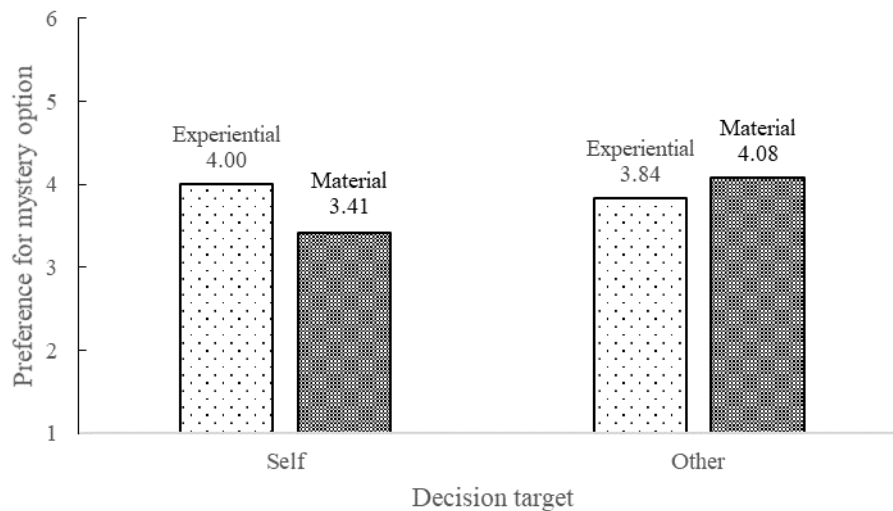 Preference for mystery option
6
5
4
3
2
1
Experiential
4.00
Material
3.41
Experiential
3.84
Material
4.08
Self
Other
Decision target